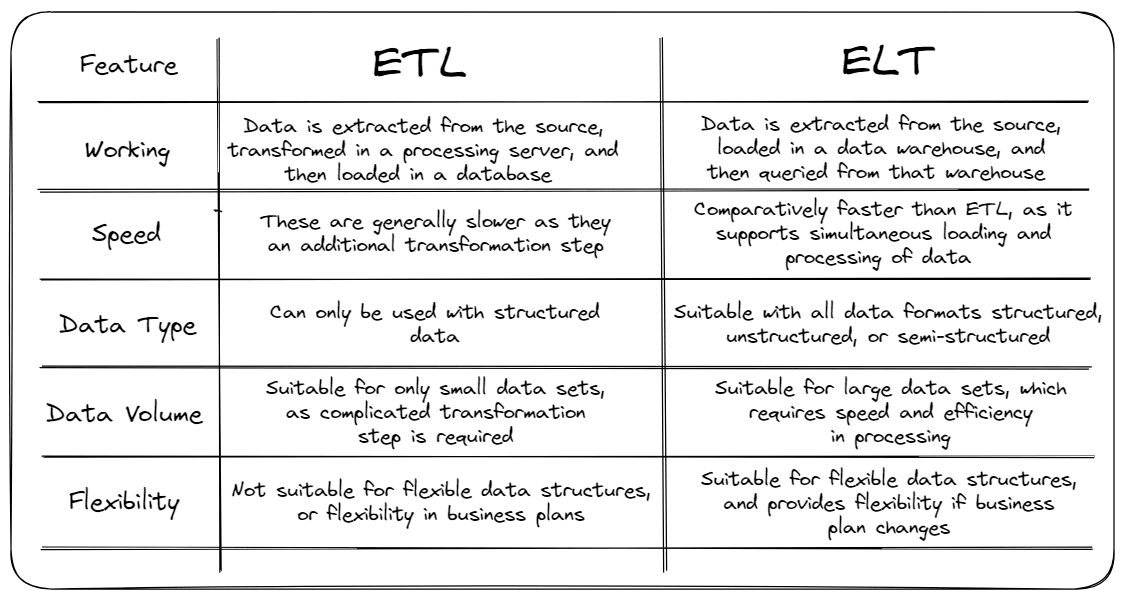 Feature
ETL
ELT
Working
Data is extracted from the source,
transformed in a processing server, and
then loaded in a database
Data is extracted from the source,
loaded in a data warehouse, and
then queried from that warehouse
Speed
These are generally slower as they
an additional transformation step
Comparatively faster than ETL, as it
supports simultaneous loading and
processing of data
Data Type
Can only be used with structured
data
Suitable with all data formats structured,
unstructured, or semi-structured
Data Volume
Suitable for only small data sets,
as complicated transformation
step is required
Suitable for large data sets, which
requires speed and efficiency
in processing
Flexibility
Not suitable for flexible data structures,
or flexibility in business plans
Suitable for flexible data structures,
and provides flexibility if business
plan changes